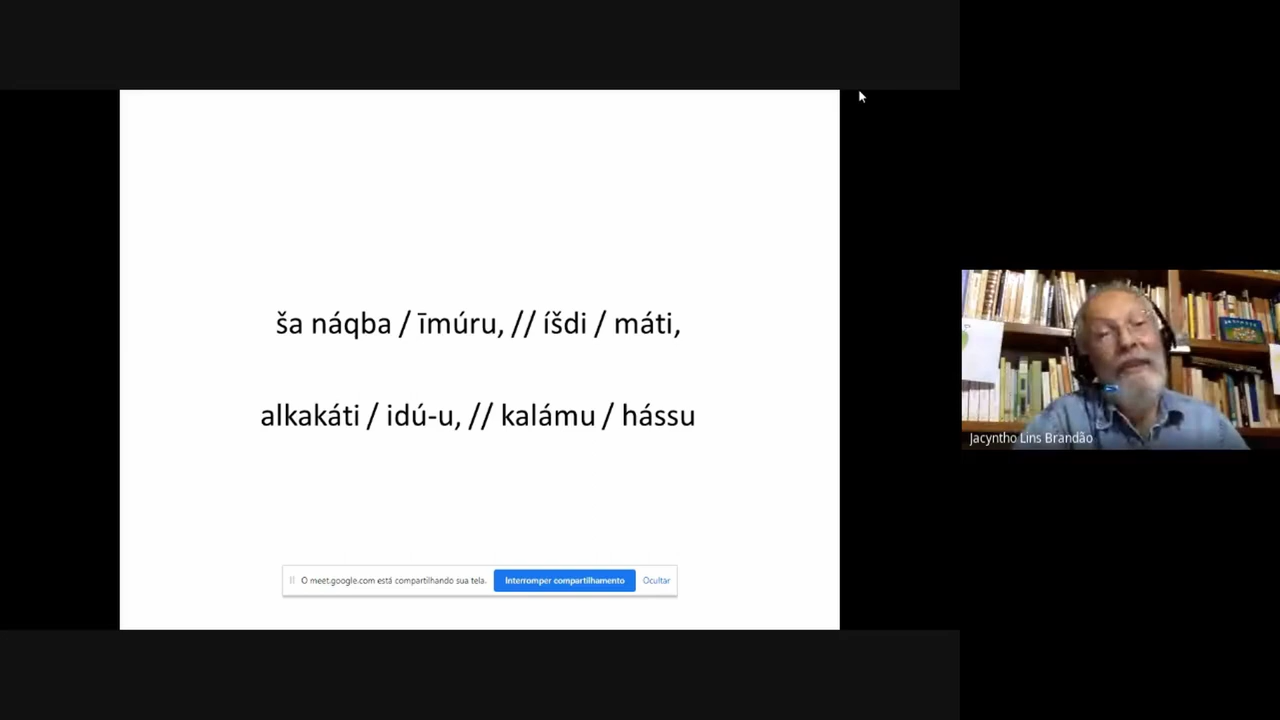 ša náqba / īmúru, // íšdi / máti,
alkakáti / idú-u, // kalámu / hássu
O meet.google.com está compartilhando sua tela.
Interromper compartilhamento
Ocultar
Jacyntho Lins Brandão